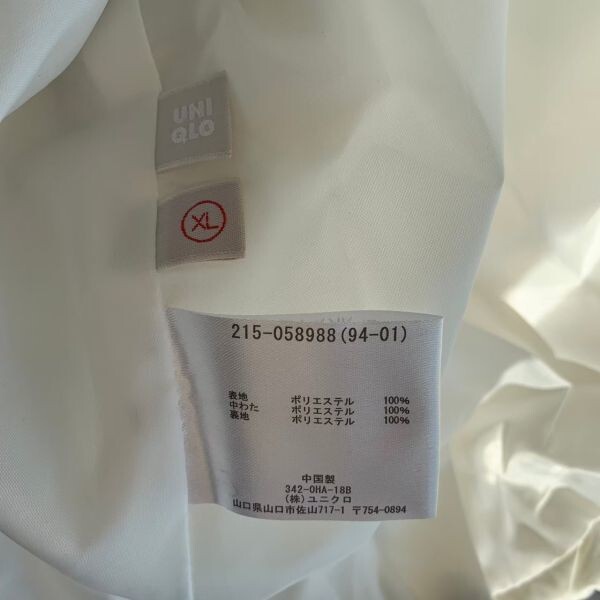 UNI
QLO
XL
215-058988(94-01)
表地 ポリエステル 100%
中わた ポリエステル 100%
裏地 ポリエステル 100%
中国製
342-OHA-18B
(株)ユニクロ
山口県山口市佐山717-1 〒754-0894